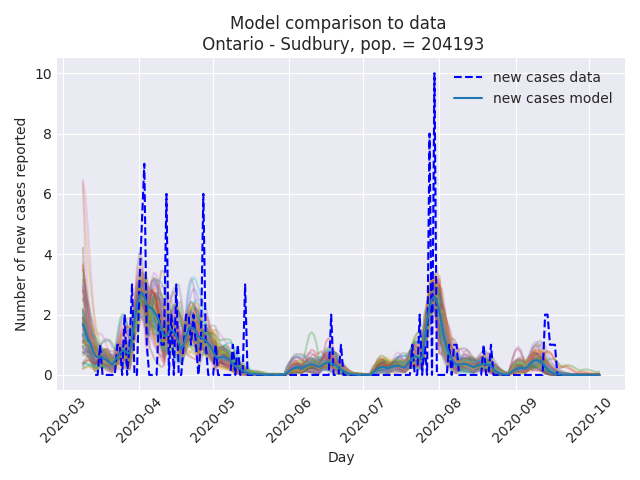 Model comparison to data
Ontario - Sudbury, pop. = 204193
new cases data
new cases model
Number of new cases reported
10
8
6
4
2
0
2020-03
2020-04
2020-05
2020-06
2020-07
2020-08
2020-09
2020-10
Day